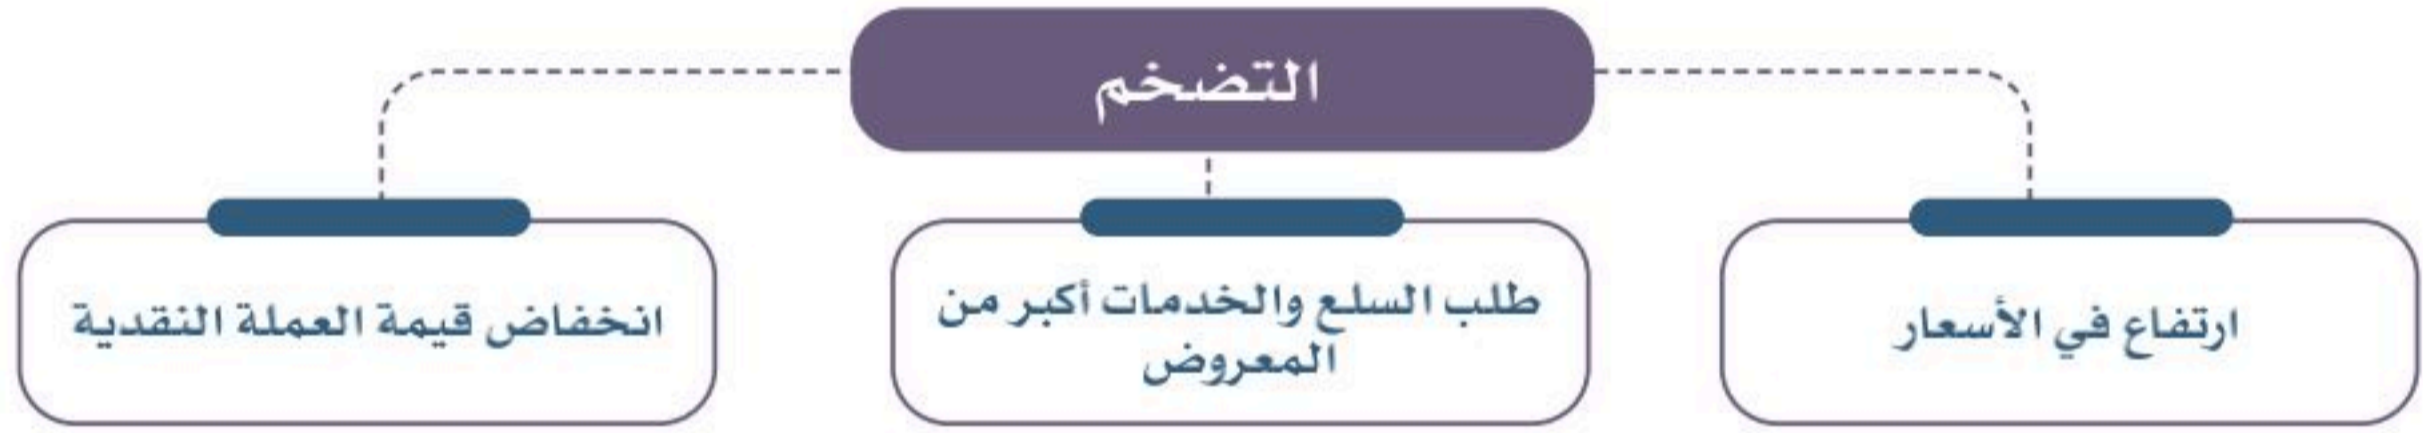 التضخم
ارتفاع في الأسعار
طلب السلع والخدمات أكبر من
المعروض
انخفاض قيمة العملة النقدية